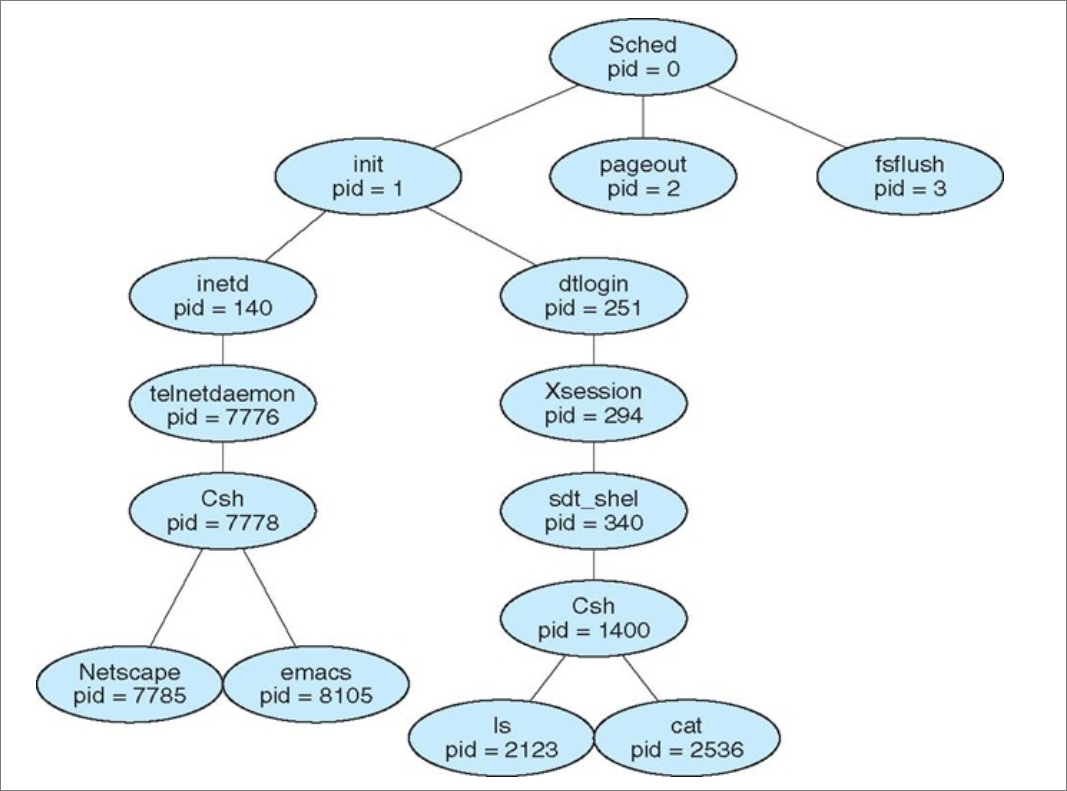 Sched
pid = 0
init
pid = 1
pageout
pid = 2
fsflush
pid = 3
inetd
pid = 140
dtlogin
pid = 251
telnetdaemon
pid = 7776
Xsession
pid = 294
Csh
pid = 7778
sdt_shel
pid = 340
Csh
pid = 1400
Netscape
pid = 7785
emacs
pid = 8105
ls
pid = 2123
cat
pid = 2536